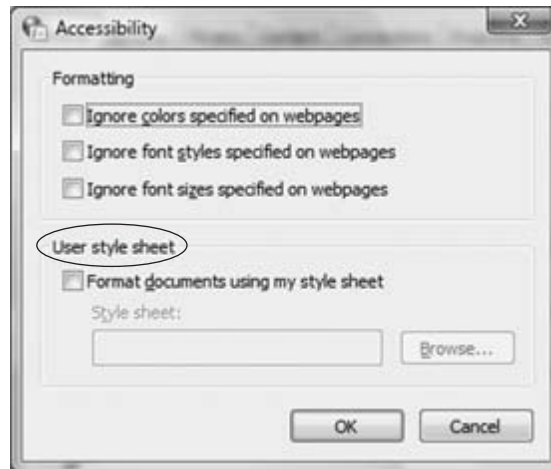 Accessibility
Formatting
Ignore colors specified on webpages
Ignore font styles specified on webpages
Ignore font sizes specified on webpages
User style sheet
Format documents using my style sheet
Style sheet:
Browse...
OK
Cancel